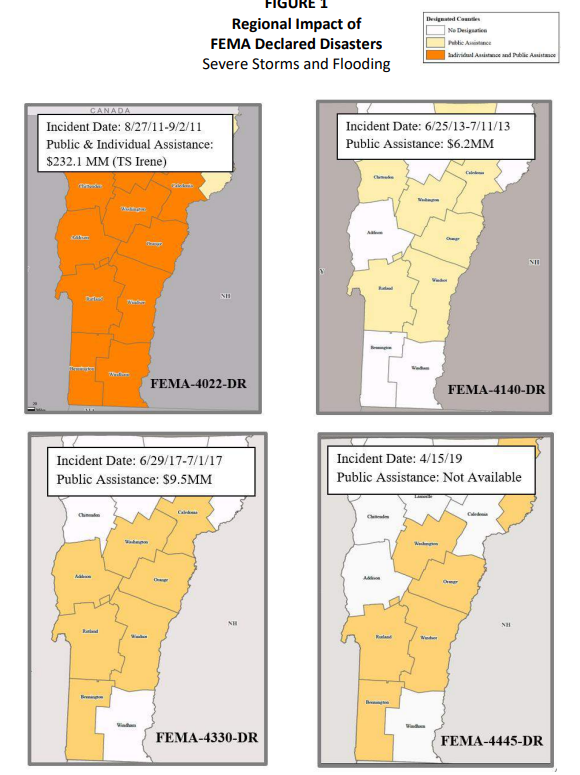 FIGURE 1
Regional Impact of
FEMA Declared Disasters
Severe Storms and Flooding
Designated Counties
No Designation
Public Assistance
Individual Assistance and Public Assistance
CANADA
Incident Date: 8/27/11-9/2/11
Public & Individual Assistance:
$232.1 MM (TS Irene)
Chittenden
Caledonia
Washington
Addison
Orange
Rutland
Windsor
NH
Bennington
Windham
FEMA-4022-DR
Incident Date: 6/25/13-7/11/13
Public Assistance: $6.2MM
Chittenden
Caledonia
Washington
Addison
Orange
NH
Windsor
Rutland
Bennington
Windham
FEMA-4140-DR
Incident Date: 6/29/17-7/1/17
Public Assistance: $9.5MM
Chittenden
Caledonia
Washington
Addison
Orange
NH
Rutland
Windsor
Bennington
Windham
FEMA-4330-DR
Incident Date: 4/15/19
Public Assistance: Not Available
Lamoille
Chittenden
Caledonia
Washington
Addison
Orange
NH
Rutland
Windsor
Bennington
Windham
FEMA-4445-DR